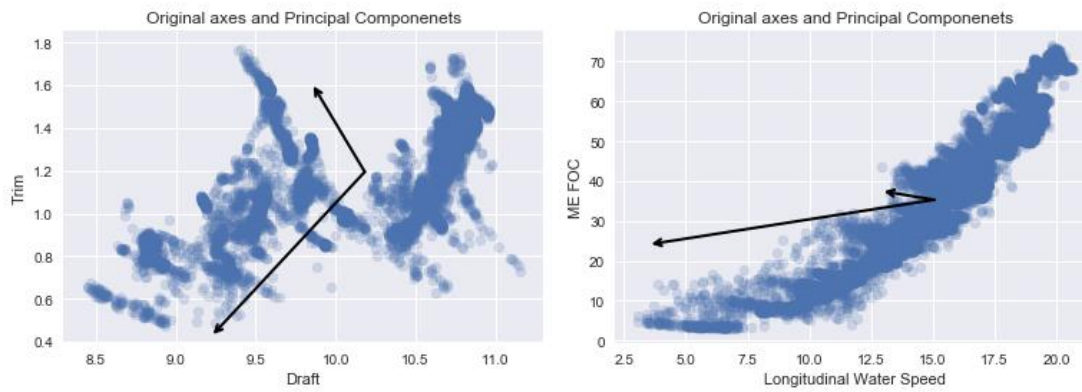 Original axes and Principal Componenets
1.8
1.6
1.4
1.2
1.0
0.8
0.6
0.4
Trim
8.5 9.0 9.5 10.0 10.5 11.0
Draft
Original axes and Principal Componenets
70
60
50
40
30
20
10
0
ME FOC
2.5 5.0 7.5 10.0 12.5 15.0 17.5 20.0
Longitudinal Water Speed